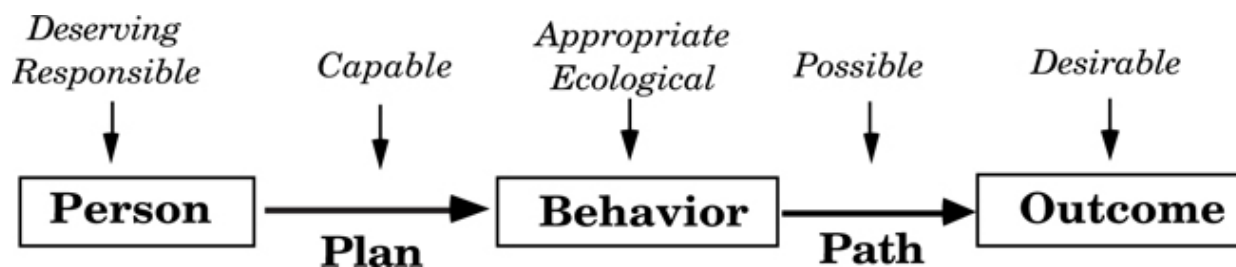 Deserving
Responsible
Capable
Appropriate
Ecological
Possible
Desirable
Person
Plan
Behavior
Path
Outcome